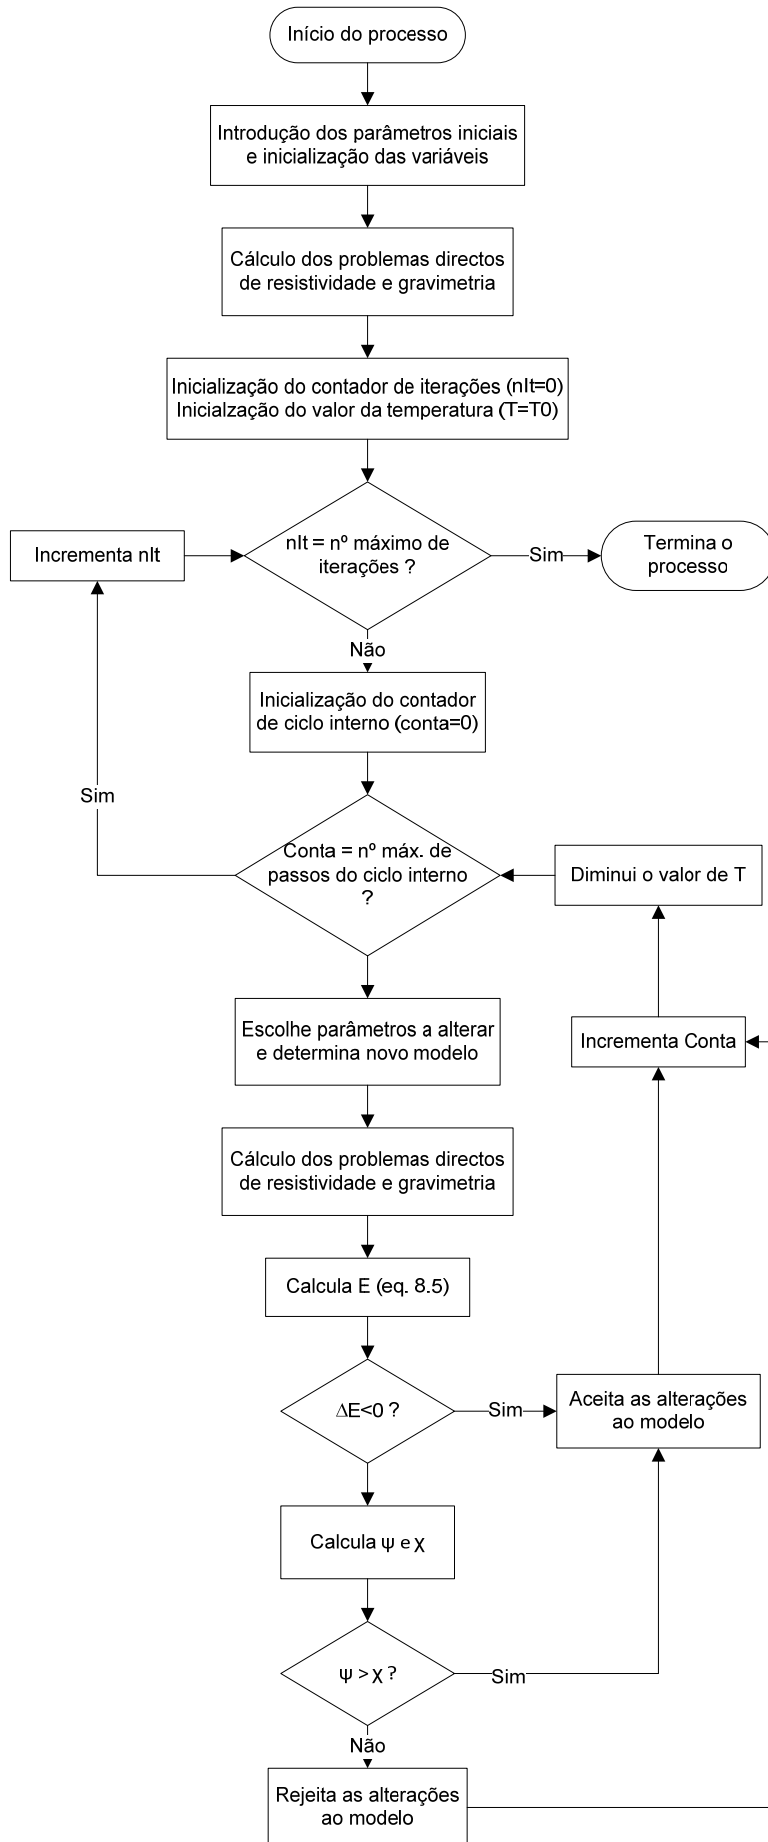 Início do processo
Introdução dos parâmetros iniciais
e inicialização das variáveis
Cálculo dos problemas directos
de resistividade e gravimetria
Inicialização do contador de iterações (nIt=0)
Inicialzação do valor da temperatura (T=T0)
Incrementa nIt
nIt = nº máximo de
iterações ?
Sim
Termina o
processo
Não
Inicialização do contador
de ciclo interno (conta=0)
Sim
Conta = nº máx. de
passos do ciclo interno
?
Diminui o valor de T
Escolhe parâmetros a alterar
e determina novo modelo
Incrementa Conta
Cálculo dos problemas directos
de resistividade e gravimetria
Calcula E (eq. 8.5)
ΔE<0 ?
Sim
Aceita as alterações
ao modelo
Calcula ψ e χ
ψ > χ ?
Sim
Não
Rejeita as alterações
ao modelo